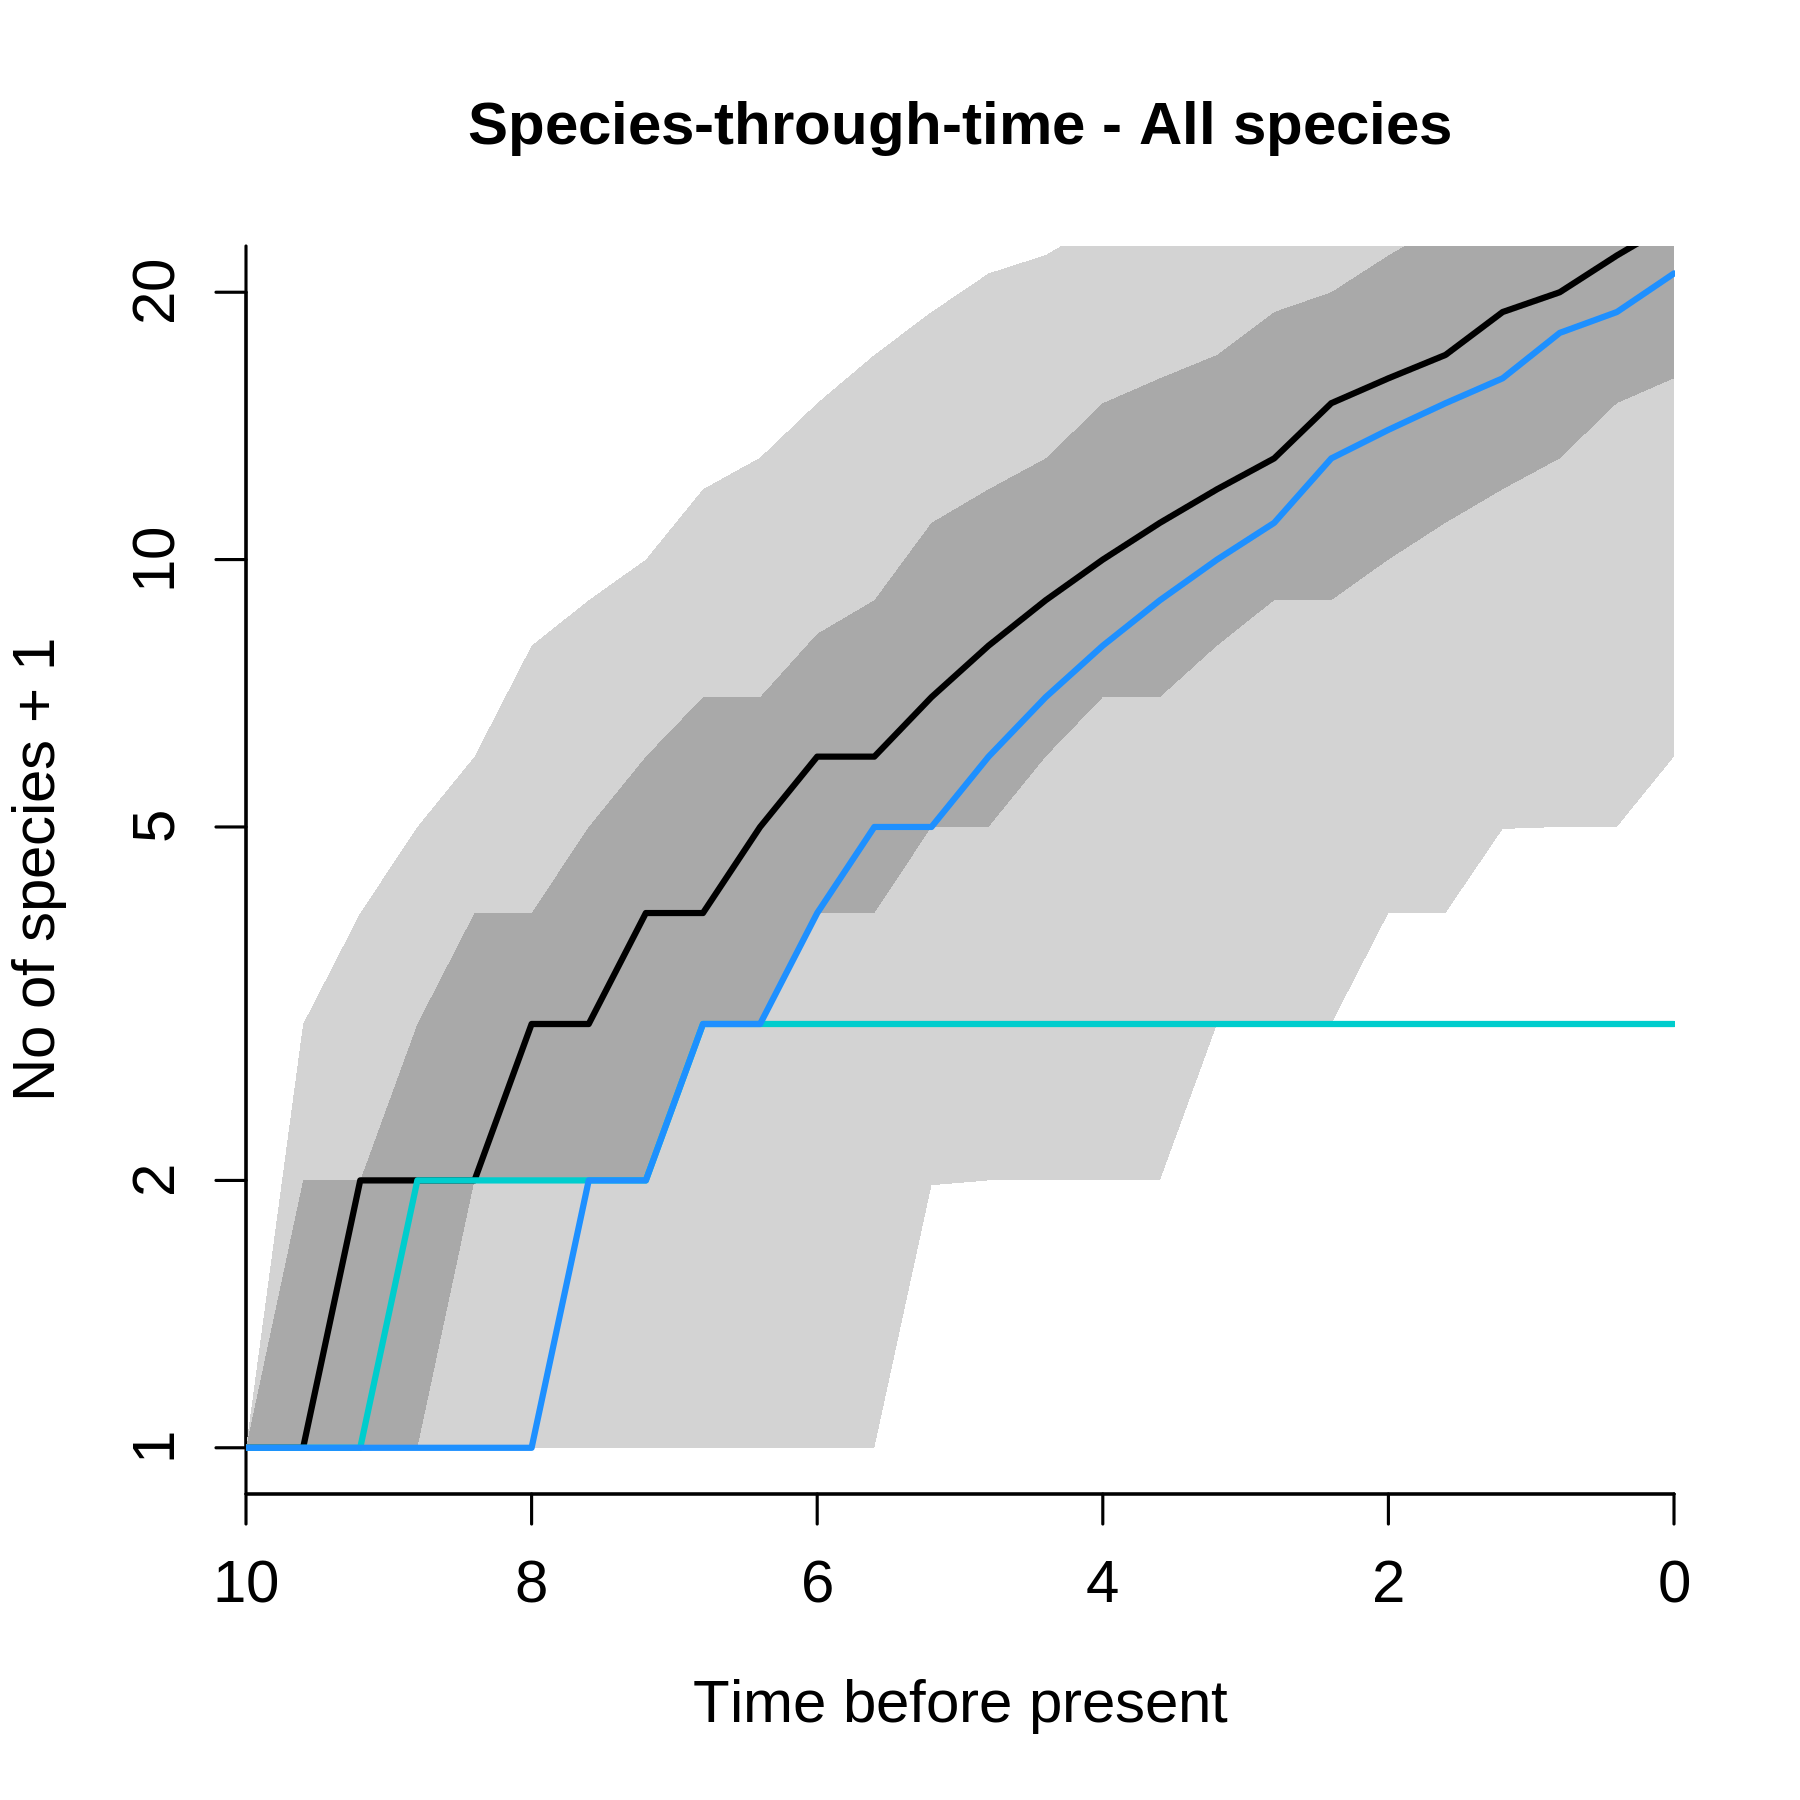 Species-through-time - All species
20
10
5
2
1
No of species + 1
10 8 6 4 2 0
Time before present